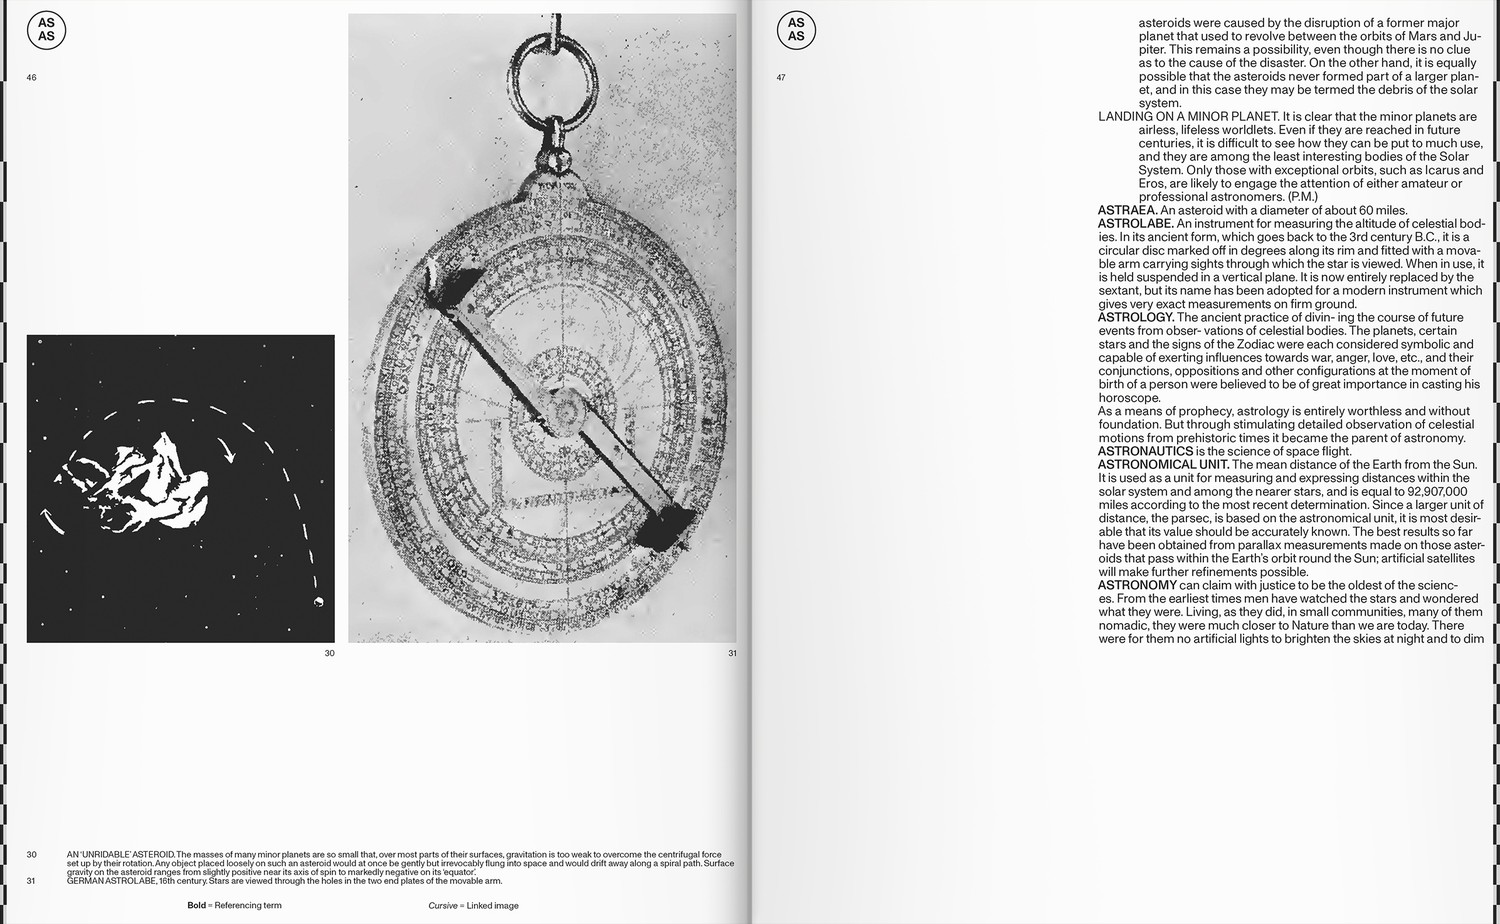 AS
AS
46
30
31
30 AN ‘UNRIDABLE’ ASTEROID. The masses of many minor planets are so small that, over most parts of their surfaces, gravitation is too weak to overcome the centrifugal force
set up by their rotation. Any object placed loosely on such an asteroid would at once be gently but irrevocably flung into space and would drift away along a spiral path. Surface
gravity on the asteroid ranges from slightly positive near its axis of spin to markedly negative on its ‘equator’.
31 GERMAN ASTROLABE, 16th century. Stars are viewed through the holes in the two end plates of the movable arm.
Bold = Referencing term
Cursive = Linked image
AS
AS
47
asteroids were caused by the disruption of a former major
planet that used to revolve between the orbits of Mars and Ju-
piter. This remains a possibility, even though there is no clue
as to the cause of the disaster. On the other hand, it is equally
possible that the asteroids never formed part of a larger plan-
et, and in this case they may be termed the debris of the solar
system.
LANDING ON A MINOR PLANET. It is clear that the minor planets are
airless, lifeless worldlets. Even if they are reached in future
centuries, it is difficult to see how they can be put to much use,
and they are among the least interesting bodies of the Solar
System. Only those with exceptional orbits, such as Icarus and
Eros, are likely to engage the attention of either amateur or
professional astronomers. (P.M.)
ASTRAEA. An asteroid with a diameter of about 60 miles.
ASTROLABE. An instrument for measuring the altitude of celestial bod-
ies. In its ancient form, which goes back to the 3rd century B.C., it is a
circular disc marked off in degrees along its rim and fitted with a mova-
ble arm carrying sights through which the star is viewed. When in use, it
is held suspended in a vertical plane. It is now entirely replaced by the
sextant, but its name has been adopted for a modern instrument which
gives very exact measurements on firm ground.
ASTROLOGY. The ancient practice of divin- ing the course of future
events from obser- vations of celestial bodies. The planets, certain
stars and the signs of the Zodiac were each considered symbolic and
capable of exerting influences towards war, anger, love, etc., and their
conjunctions, oppositions and other configurations at the moment of
birth of a person were believed to be of great importance in casting his
horoscope.
As a means of prophecy, astrology is entirely worthless and without
foundation. But through stimulating detailed observation of celestial
motions from prehistoric times it became the parent of astronomy.
ASTRONAUTICS is the science of space flight.
ASTRONOMICAL UNIT. The mean distance of the Earth from the Sun.
It is used as a unit for measuring and expressing distances within the
solar system and among the nearer stars, and is equal to 92,907,000
miles according to the most recent determination. Since a larger unit of
distance, the parsec, is based on the astronomical unit, it is most desir-
able that its value should be accurately known. The best results so far
have been obtained from parallax measurements made on those aster-
oids that pass within the Earth’s orbit round the Sun; artificial satellites
will make further refinements possible.
ASTRONOMY can claim with justice to be the oldest of the scienc-
es. From the earliest times men have watched the stars and wondered
what they were. Living, as they did, in small communities, many of them
nomadic, they were much closer to Nature than we are today. There
were for them no artificial lights to brighten the skies at night and to dim